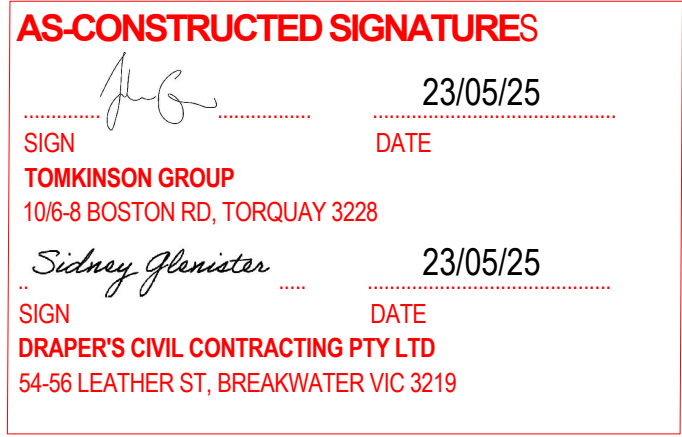 AS-CONSTRUCTED SIGNATURES
23/05/25
SIGN DATE
TOMKINSON GROUP
10/6-8 BOSTON RD, TORQUAY 3228
Sidney Glenister 23/05/25
SIGN DATE
DRAPER'S CIVIL CONTRACTING PTY LTD
54-56 LEATHER ST, BREAKWATER VIC 3219